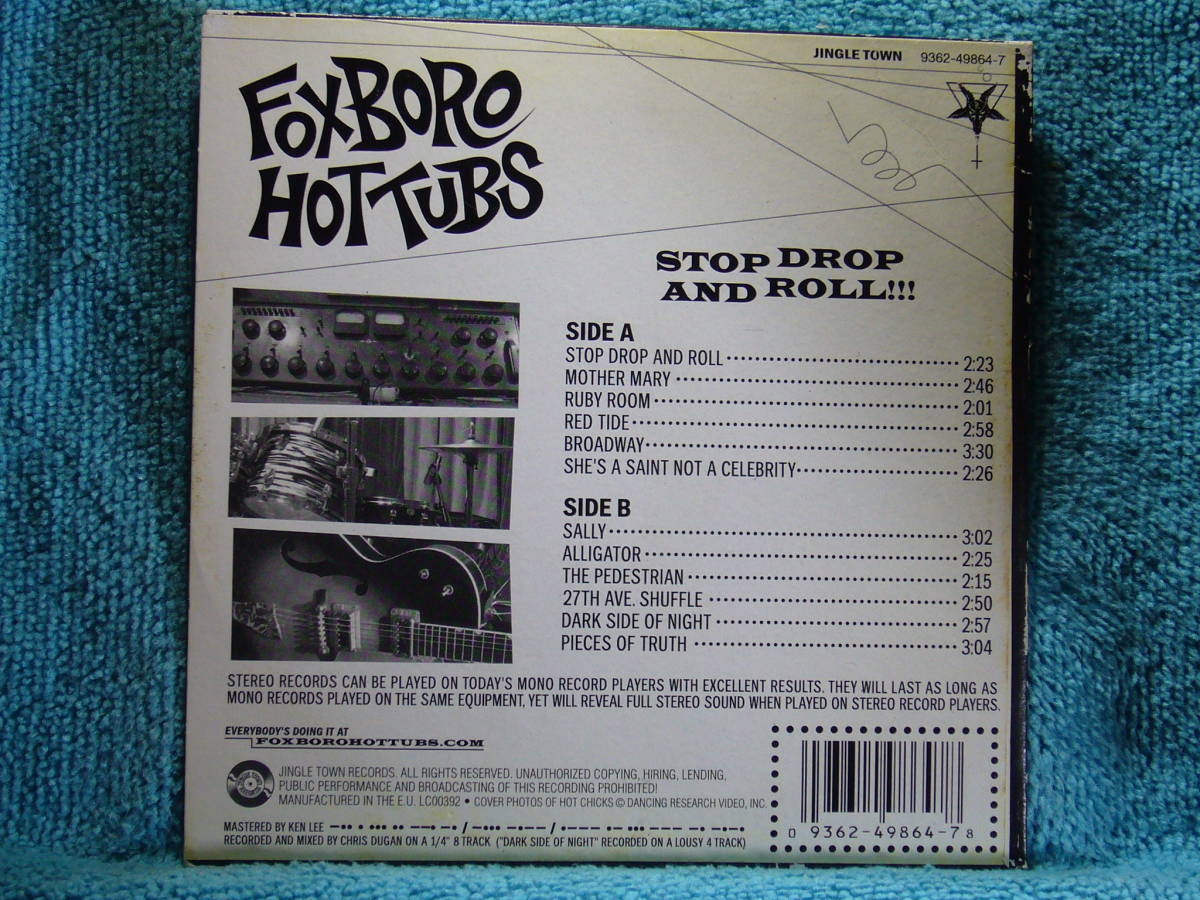 JINGLE TOWN 9362-49864-7
FOXBORO
HOT TUBS
STOP DROP
AND ROLL!!!
SIDE A
STOP DROP AND ROLL 2:23
MOTHER MARY 2:46
RUBY ROOM 2:01
RED TIDE 2:58
BROADWAY 3:30
SHE'S A SAINT NOT A CELEBRITY 2:26
SIDE B
SALLY 3:02
ALLIGATOR 2:25
THE PEDESTRIAN 2:15
27TH AVE. SHUFFLE 2:50
DARK SIDE OF NIGHT 2:57
PIECES OF TRUTH 3:04
STEREO RECORDS CAN BE PLAYED ON TODAY'S MONO RECORD PLAYERS WITH EXCELLENT RESULTS. THEY WILL LAST AS LONG AS
MONO RECORDS PLAYED ON THE SAME EQUIPMENT, YET WILL REVEAL FULL STEREO SOUND WHEN PLAYED ON STEREO RECORD PLAYERS.
EVERYBODY'S DOING IT AT
FOXBOROHOTTUBS.COM
JINGLE TOWN RECORDS. ALL RIGHTS RESERVED. UNAUTHORIZED COPYING, HIRING, LENDING,
PUBLIC PERFORMANCE AND BROADCASTING OF THIS RECORDING PROHIBITED!
MANUFACTURED IN THE E.U. LC00392 • COVER PHOTOS OF HOT CHICKS © DANCING RESEARCH VIDEO, INC.
MASTERED BY KEN LEE
RECORDED AND MIXED BY CHRIS DUGAN ON A 1/4" 8 TRACK ("DARK SIDE OF NIGHT" RECORDED ON A LOUSY 4 TRACK)
0 9362-49864-7 8